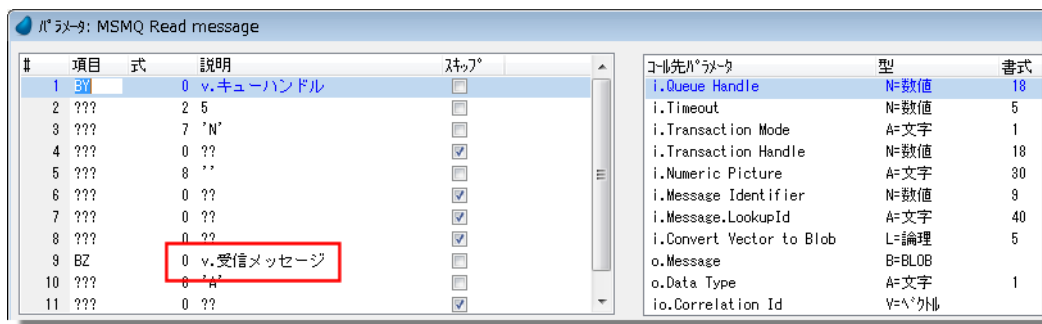 ﾊﾟﾗﾒｰﾀ: MSMQ Read message
# 項目 式 説明 ｽｷｯﾌﾟ
1 BY 0 v.キューハンドル
2 ??? 2 5
3 ??? 7 'N'
4 ??? 0 ??
5 ??? 8 ''
6 ??? 0 ??
7 ??? 0 ??
8 ??? 0 ??
9 BZ 0 v.受信メッセージ
10 ??? 6 'A'
11 ??? 0 ??
ｺｰﾙ先ﾊﾟﾗﾒｰﾀ 型 書式
i.Queue Handle N=数値 18
i.Timeout N=数値 5
i.Transaction Mode A=文字 1
i.Transaction Handle N=数値 18
i.Numeric Picture A=文字 30
i.Message Identifier N=数値 9
i.Message.LookupId A=文字 40
i.Convert Vector to Blob L=論理 5
o.Message B=BLOB
o.Data Type A=文字 1
io.Correlation Id V=ﾍﾞｸﾄﾙ